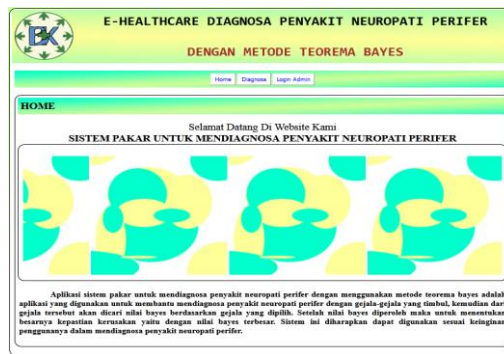 E-HEALTHCARE DIAGNOSA PENYAKIT NEUROPATI PERIFER
DENGAN METODE TEOREMA BAYES
Home Diagnosa Login Admin
HOME
Selamat Datang Di Website Kami
SISTEM PAKAR UNTUK MENDIAGNOSA PENYAKIT NEUROPATI PERIFER
Aplikasi sistem pakar untuk mendiagnosa penyakit neuropati perifer dengan menggunakan metode teorema bayes adalah
aplikasi yang digunakan untuk membantu mendiagnosa penyakit neuropati perifer dengan gejala-gejala yang timbul, kemudian dari
gejala tersebut akan dicari nilai bayes berdasarkan gejala yang dipilih. Setelah nilai bayes diperoleh maka untuk menentukan
besarnya kepastian kerusakan yaitu dengan nilai bayes terbesar. Sistem ini diharapkan dapat digunakan sesuai keinginan
penggunanya dalam mendiagnosa penyakit neuropati perifer.